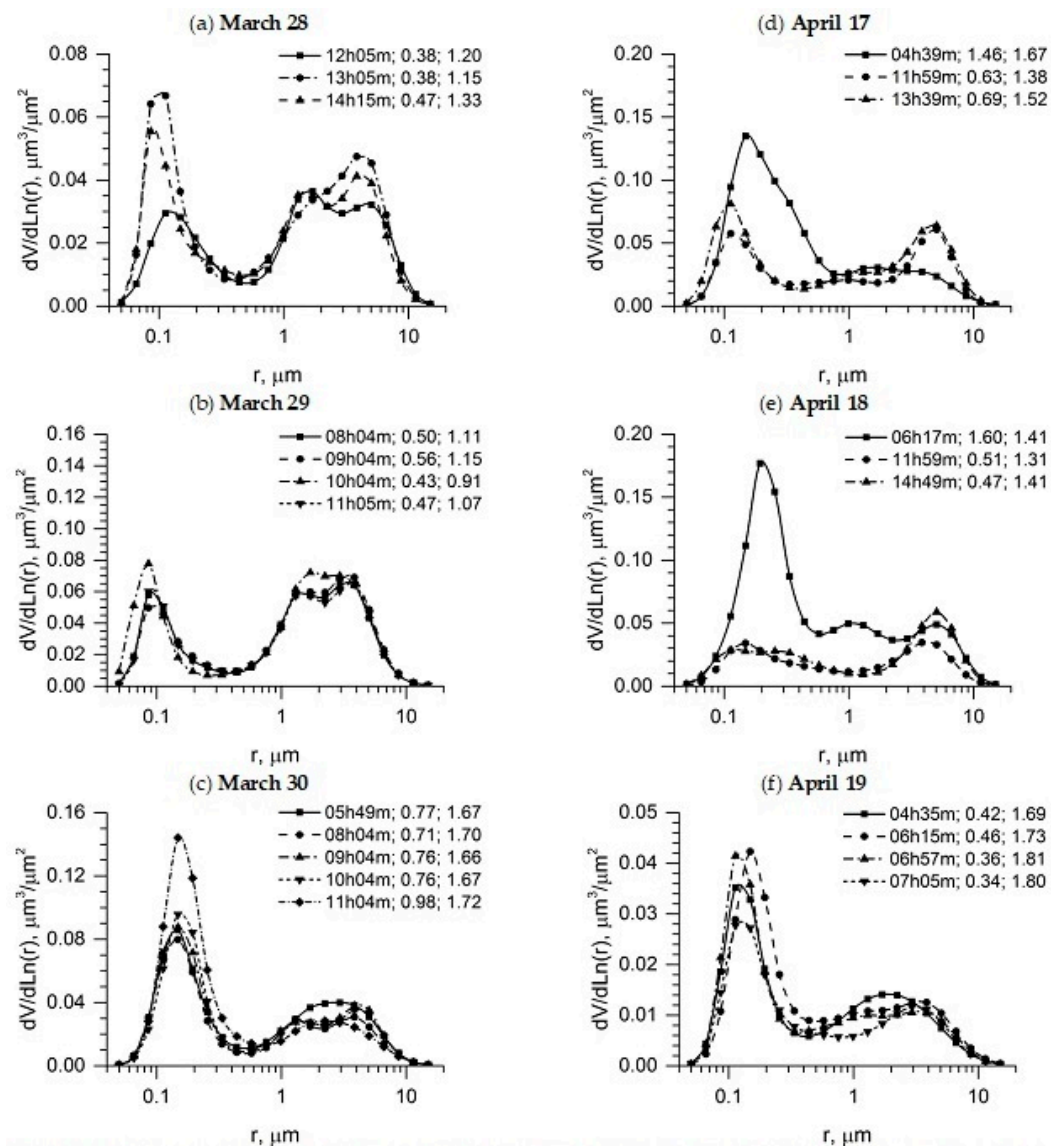 (a) March 28
dV/dLn(r), μm³/μm²
0.08
0.06
0.04
0.02
0.00
12h05m; 0.38; 1.20
13h05m; 0.38; 1.15
14h15m; 0.47; 1.33
0.1
1
10
r, μm
(d) April 17
dV/dLn(r), μm³/μm²
0.20
0.15
0.10
0.05
0.00
04h39m; 1.46; 1.67
11h59m; 0.63; 1.38
13h39m; 0.69; 1.52
0.1
1
10
r, μm
(b) March 29
dV/dLn(r), μm³/μm²
0.16
0.14
0.12
0.10
0.08
0.06
0.04
0.02
0.00
08h04m; 0.50; 1.11
09h04m; 0.56; 1.15
10h04m; 0.43; 0.91
11h05m; 0.47; 1.07
0.1
1
10
r, μm
(e) April 18
dV/dLn(r), μm³/μm²
0.20
0.15
0.10
0.05
0.00
06h17m; 1.60; 1.41
11h59m; 0.51; 1.31
14h49m; 0.47; 1.41
0.1
1
10
r, μm
(c) March 30
dV/dLn(r), μm³/μm²
0.16
0.12
0.08
0.04
0.00
05h49m; 0.77; 1.67
08h04m; 0.71; 1.70
09h04m; 0.76; 1.66
10h04m; 0.76; 1.67
11h04m; 0.98; 1.72
0.1
1
10
r, μm
(f) April 19
dV/dLn(r), μm³/μm²
0.05
0.04
0.03
0.02
0.01
0.00
04h35m; 0.42; 1.69
06h15m; 0.46; 1.73
06h57m; 0.36; 1.81
07h05m; 0.34; 1.80
0.1
1
10
r, μm